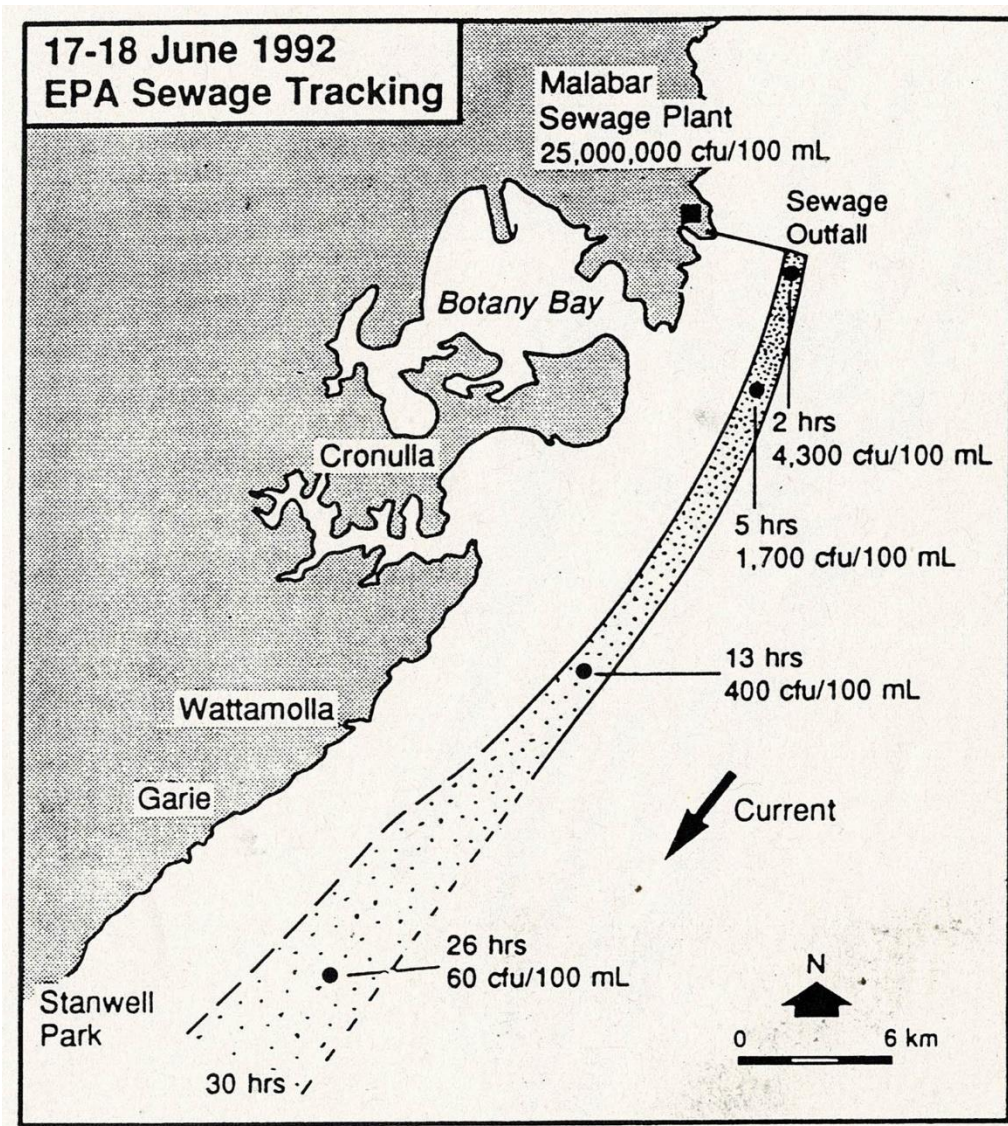 17-18 June 1992
EPA Sewage Tracking
Malabar
Sewage Plant
25,000,000 cfu/100 mL
Sewage
Outfall
Botany Bay
2 hrs
4,300 cfu/100 mL
Cronulla
5 hrs
1,700 cfu/100 mL
13 hrs
400 cfu/100 mL
Wattamolla
Garie
Current
26 hrs
60 cfu/100 mL
N
Stanwell
Park
0 6 km
30 hrs